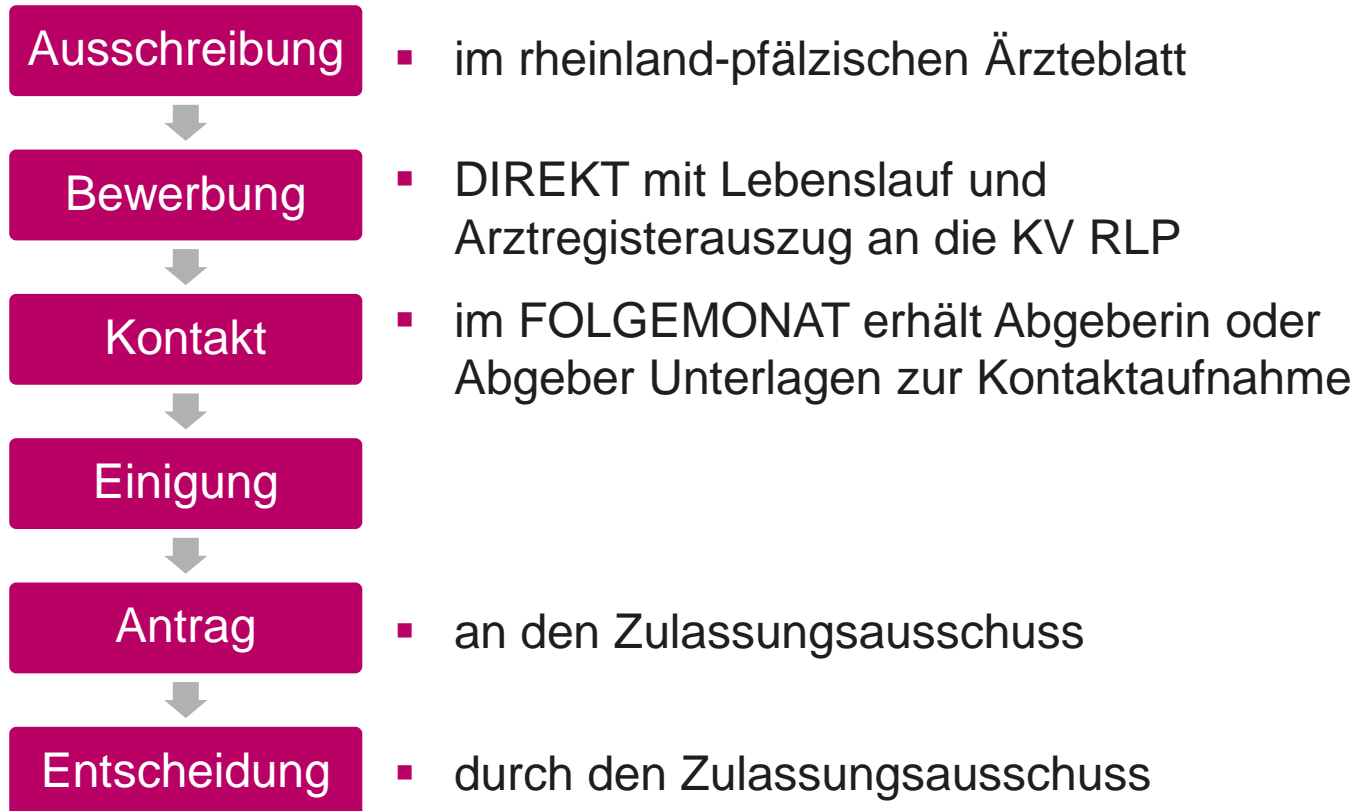 Ausschreibung
▪ im rheinland-pfälzischen Ärzteblatt
Bewerbung
▪ DIREKT mit Lebenslauf und
Arztregisterauszug an die KV RLP
Kontakt
▪ im FOLGEMONAT erhält Abgeberin oder
Abgeber Unterlagen zur Kontaktaufnahme
Einigung
Antrag
▪ an den Zulassungsausschuss
Entscheidung
▪ durch den Zulassungsausschuss